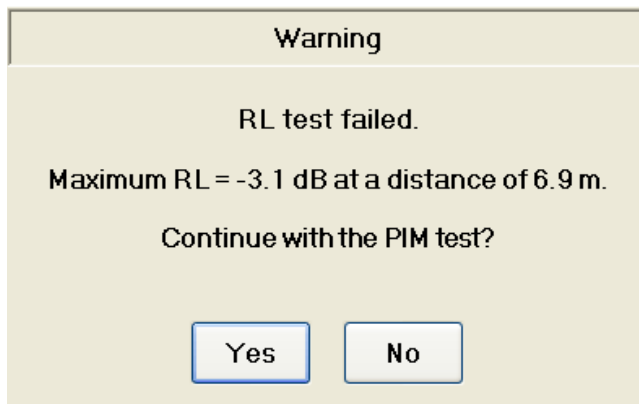 Warning
RL test failed.
Maximum RL = -3.1 dB at a distance of 6.9 m.
Continue with the PIM test?
Yes
No